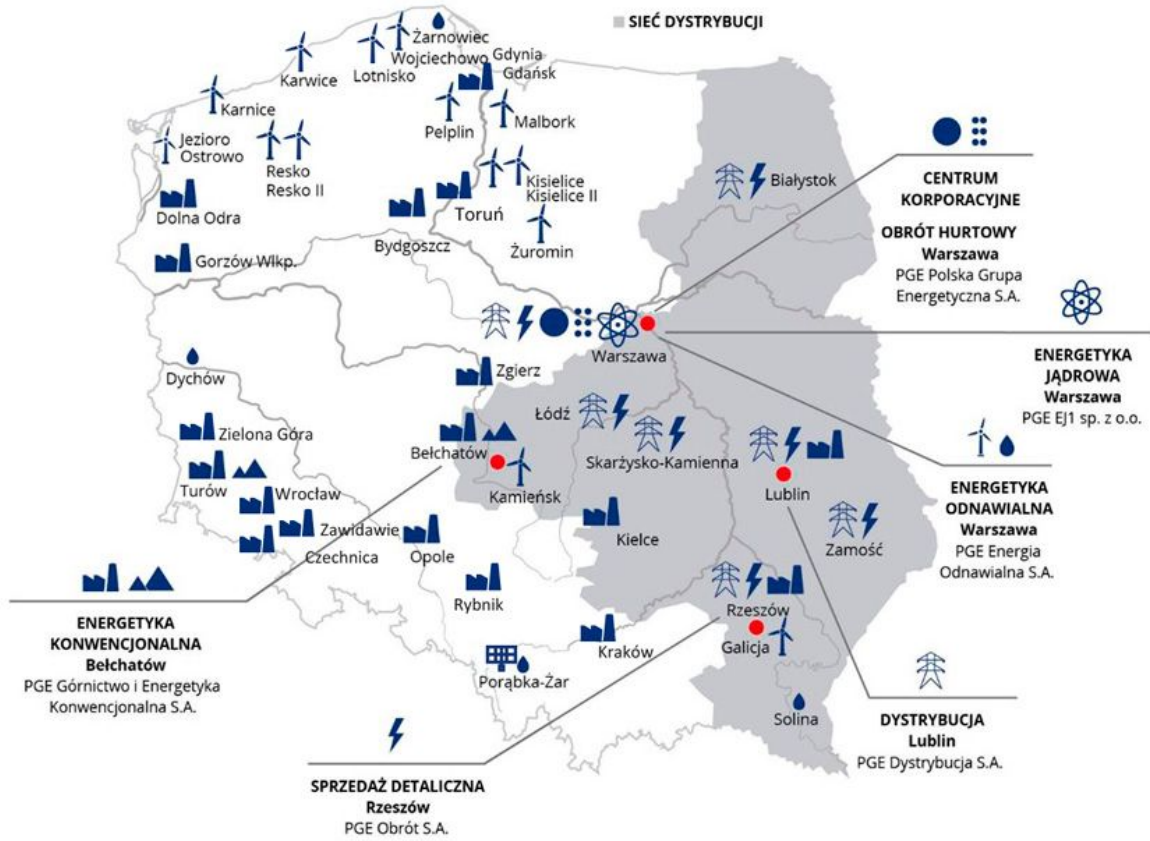 SIEĆ DYSTRYBUCJI
Żarnowiec
Wojciechowo
Gdynia
Gdańsk
Lotnisko
Karwice
Karnice
Pelplin
Malbork
Jezioro
Ostrowo
Resko
Resko II
Kisielice
Kisielice II
Białystok
Dolna Odra
Toruń
Bydgoszcz
Żuromin
Gorzów Wlkp.
CENTRUM
KORPORACYJNE
OBRÓT HURTOWY
Warszawa
PGE Polska Grupa
Energetyczna S.A.
Warszawa
ENERGETYKA
JĄDROWA
Warszawa
PGE EJ1 sp. z o.o.
Dychów
Zgierz
Łódź
Zielona Góra
Bełchatów
Skarżysko-Kamienna
Turów
Kamieńsk
Lublin
Wrocław
Zawidawie
Czechnica
Opole
Kielce
Zamość
ENERGETYKA
ODNAWIALNA
Warszawa
PGE Energia
Odnawialna S.A.
Rybnik
Rzeszów
Galicja
Kraków
Porąbka-Żar
Solina
ENERGETYKA
KONWENCJONALNA
Bełchatów
PGE Górnictwo i Energetyka
Konwencjonalna S.A.
DYSTRYBUCJA
Lublin
PGE Dystrybucja S.A.
SPRZEDAŻ DETALICZNA
Rzeszów
PGE Obrót S.A.